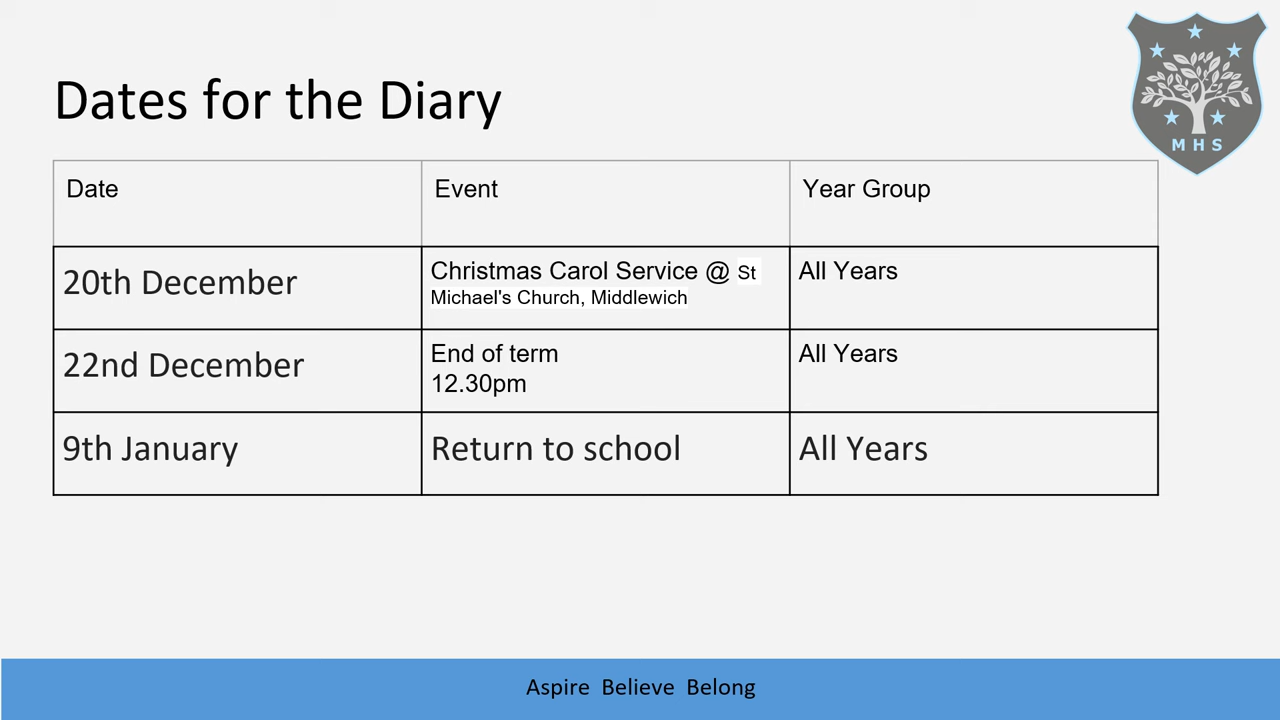 Dates for the Diary
MHS
Date Event Year Group
20th December Christmas Carol Service @ St All Years
Michael's Church, Middlewich
22nd December End of term All Years
12.30pm
9th January Return to school All Years
Aspire Believe Belong